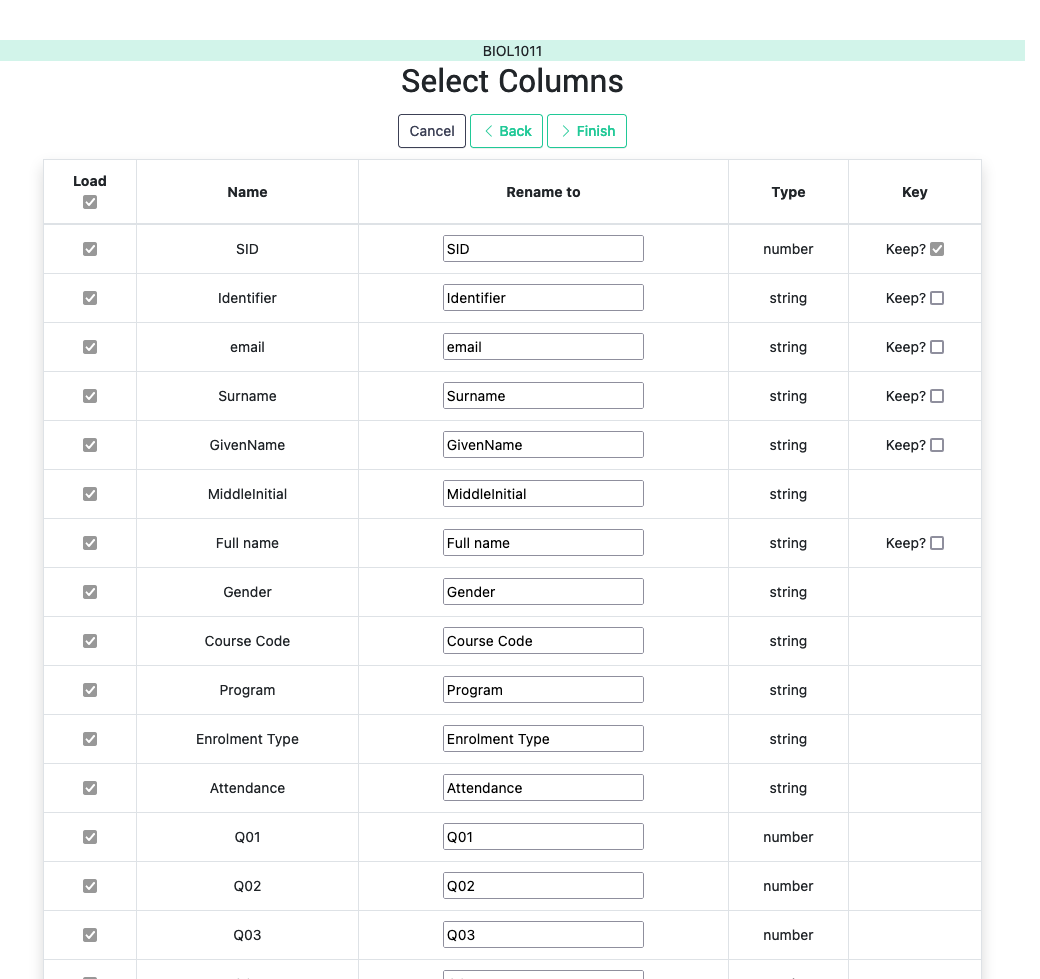 BIOL1011
Select Columns
Cancel Back Finish
Load Name Rename to Type Key
SID SID number Keep?
Identifier Identifier string Keep?
email email string Keep?
Surname Surname string Keep?
GivenName GivenName string Keep?
MiddleInitial MiddleInitial string
Full name Full name string Keep?
Gender Gender string
Course Code Course Code string
Program Program string
Enrolment Type Enrolment Type string
Attendance Attendance string
Q01 Q01 number
Q02 Q02 number
Q03 Q03 number